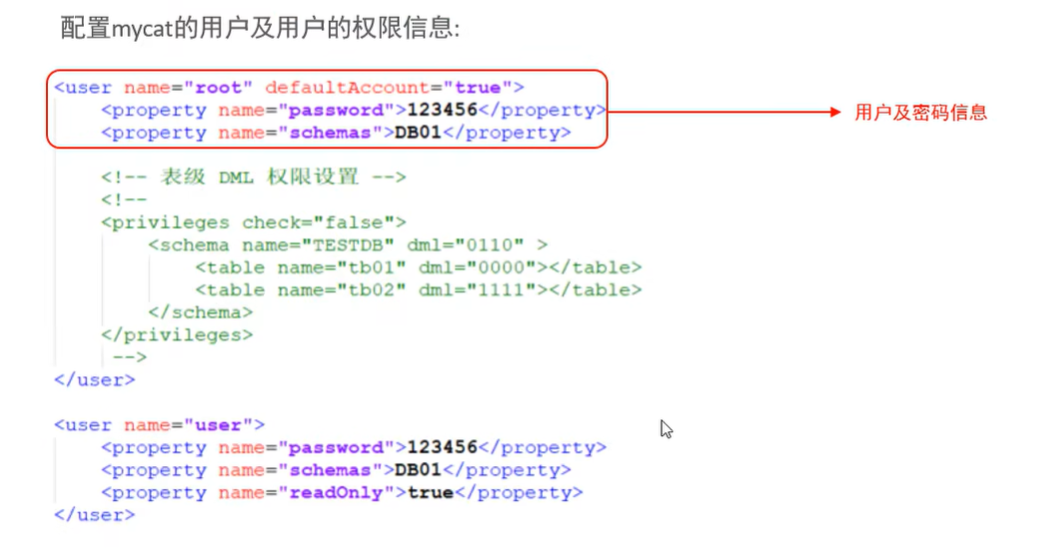 配置mycat的用户及用户的权限信息:
<user name="root" defaultAccount="true">
<property name="password">123456</property>
用户及密码信息
<property name="schemas">DB01</property>
<!-- 表级 DML 权限设置 -->
<!--
<privileges check="false">
<schema name="TESTDB" dml="0110" >
<table name="tb01" dml="0000"></table>
<table name="tb02" dml="1111"></table>
</schema>
</privileges>
-->
</user>
<user name="user">
<property name="password">123456</property>
<property name="schemas">DB01</property>
<property name="readOnly">true</property>
</user>